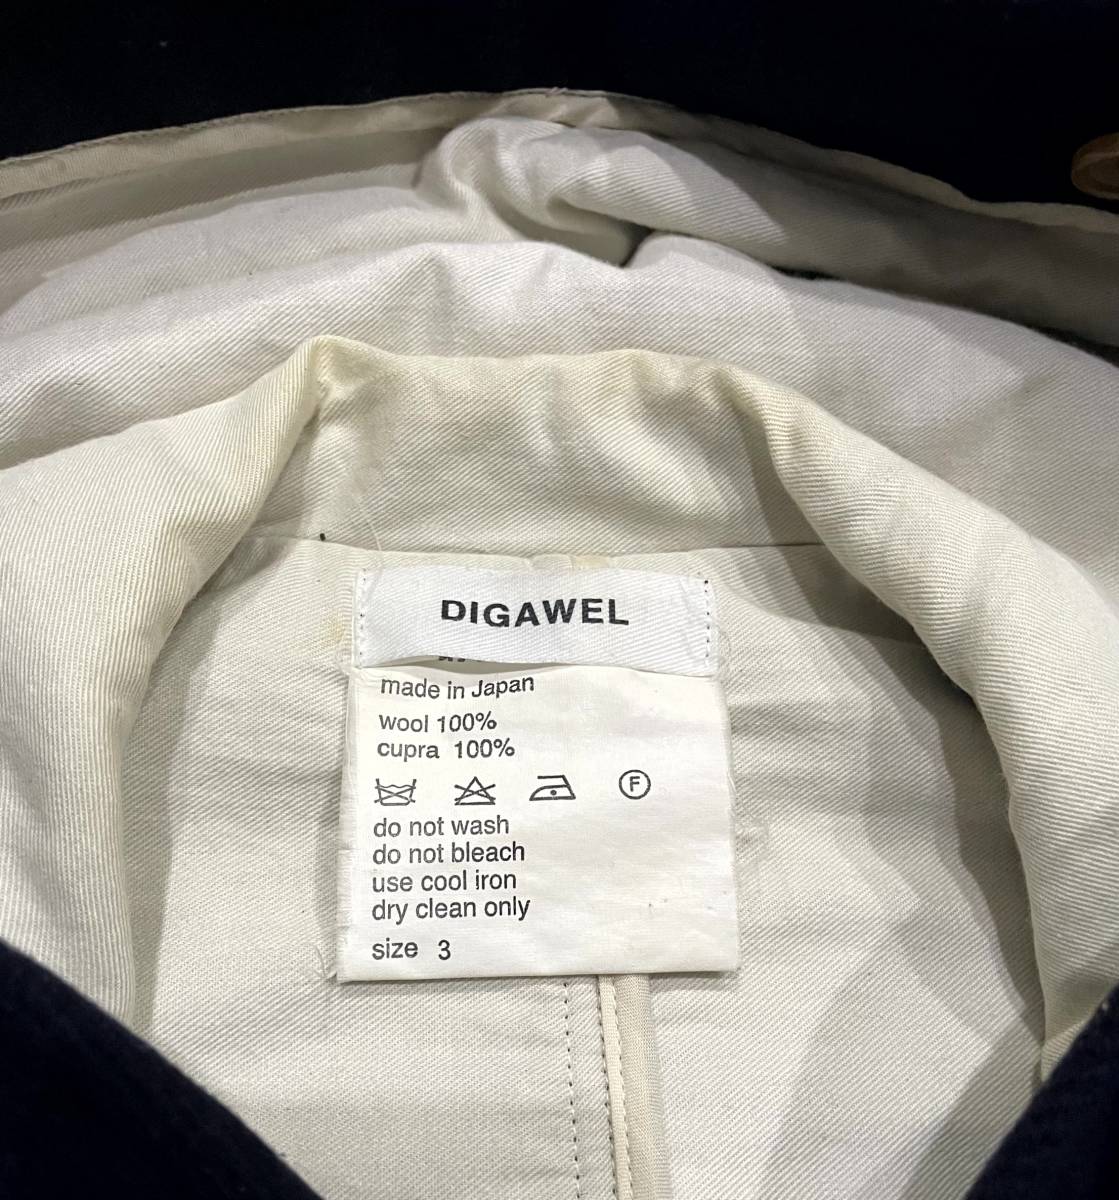 DIGAWEL
made in Japan
wool 100%
cupra 100%
F
do not wash
do not bleach
use cool iron
dry clean only
size 3